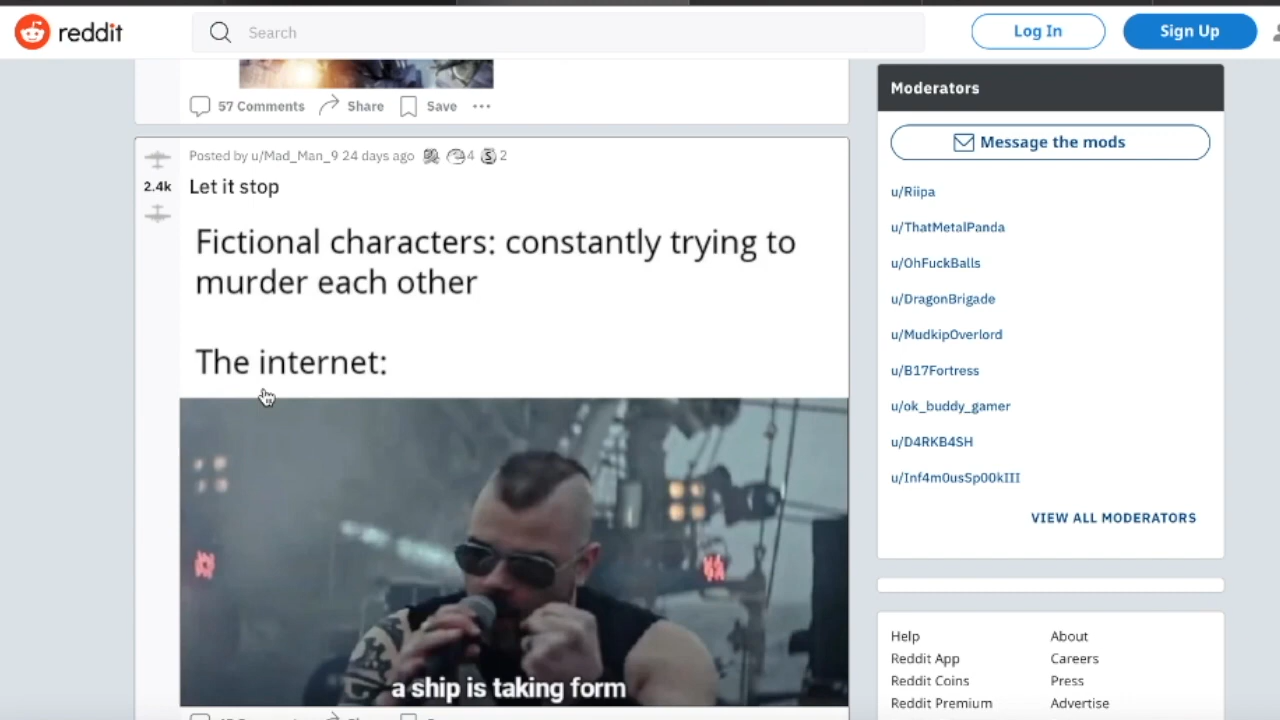 reddit
Search
Log In
Sign Up
57 Comments
Share
Save
Posted by u/Mad_Man_9 24 days ago
4
2
2.4k
Let it stop
Fictional characters: constantly trying to
murder each other
The internet:
a ship is taking form
Moderators
Message the mods
u/Riipa
u/ThatMetalPanda
u/OhFuckBalls
u/DragonBrigade
u/MudkipOverlord
u/B17Fortress
u/ok_buddy_gamer
u/D4RKB4SH
u/Inf4m0usSp00kIII
VIEW ALL MODERATORS
Help
About
Reddit App
Careers
Reddit Coins
Press
Reddit Premium
Advertise